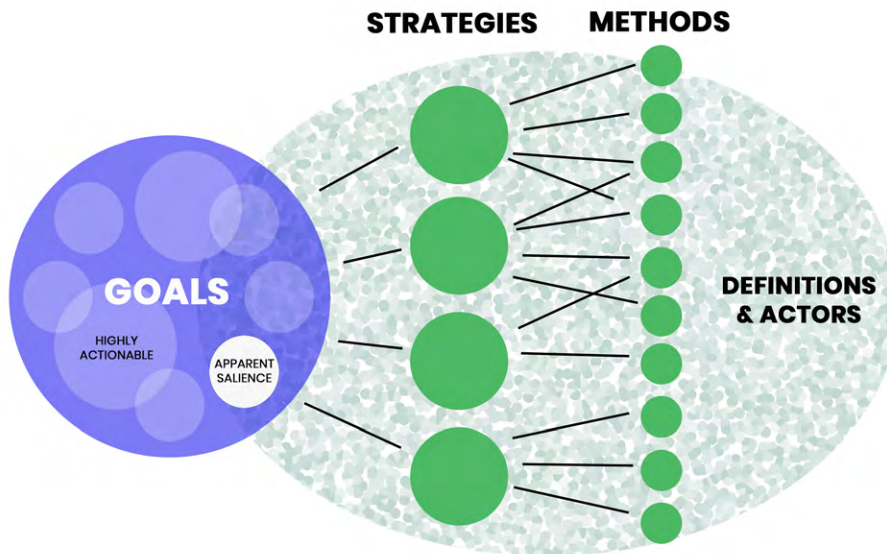 STRATEGIES
METHODS
GOALS
HIGHLY
ACTIONABLE
APPARENT
SALIENCE
DEFINITIONS
& ACTORS